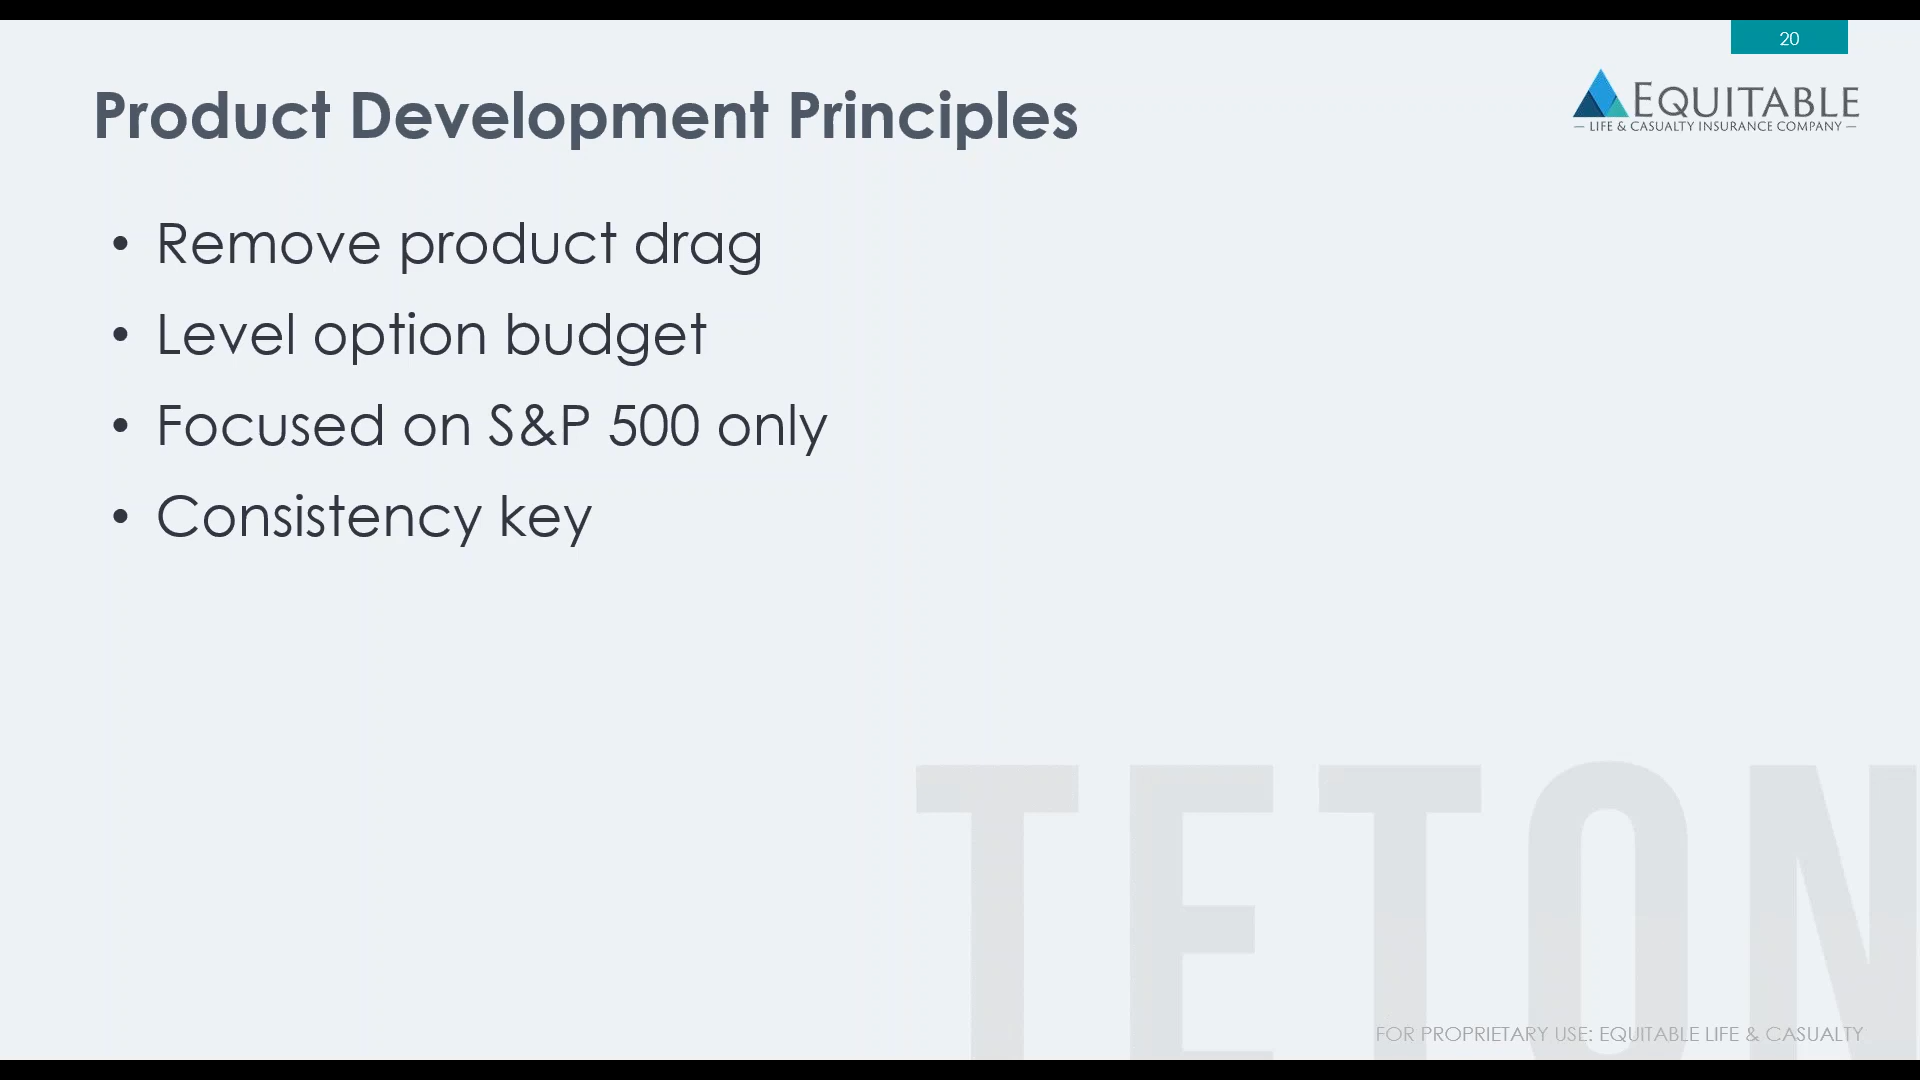 20
EQUITABLE
— LIFE & CASUALTY INSURANCE COMPANY —
Product Development Principles
• Remove product drag
• Level option budget
• Focused on S&P 500 only
• Consistency key
TETON
FOR PROPRIETARY USE: EQUITABLE LIFE & CASUALTY